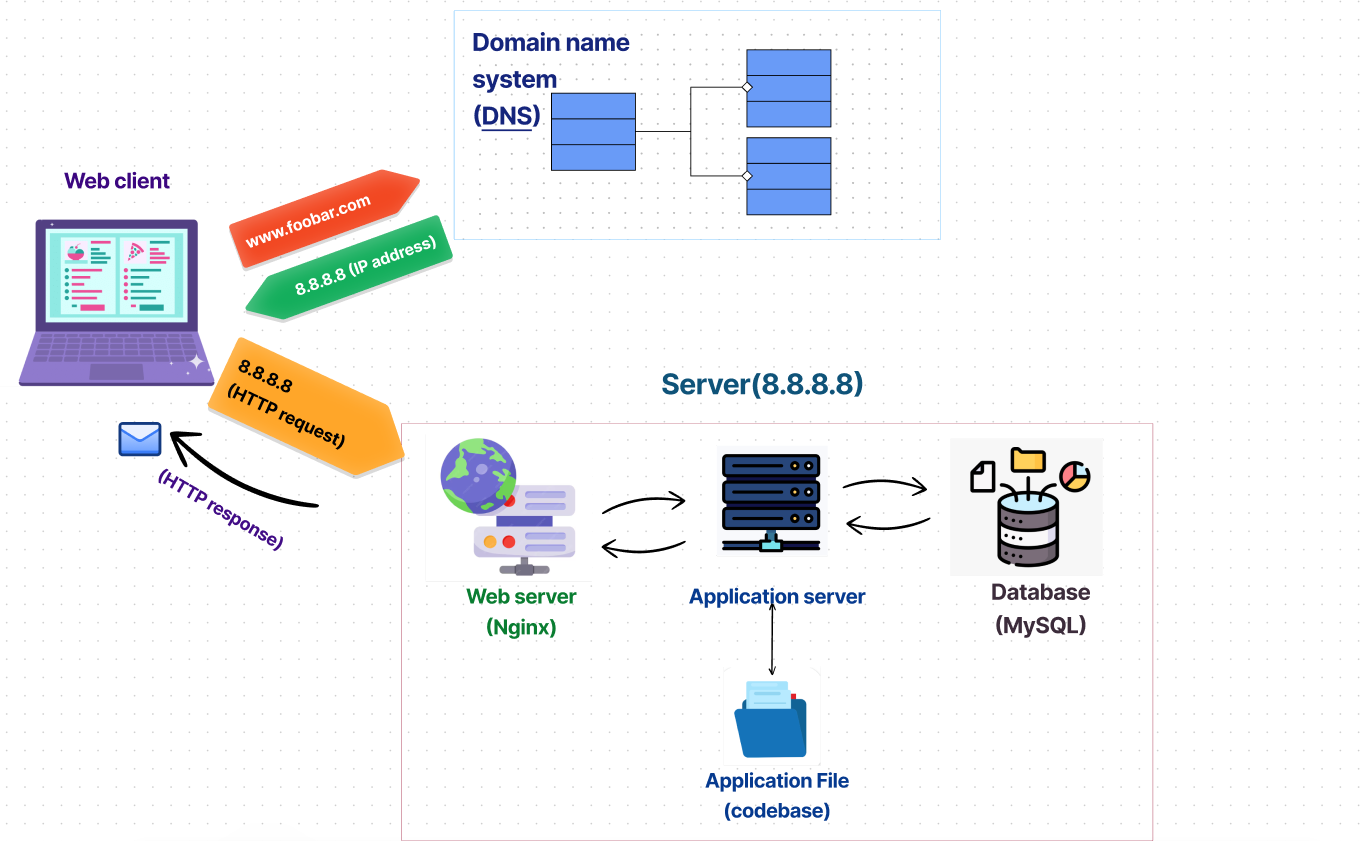 Domain name
system
(DNS)
Web client
www.foobar.com
8.8.8.8 (IP address)
8.8.8.8
(HTTP request)
(HTTP response)
Server(8.8.8.8)
Web server
(Nginx)
Application server
Database
(MySQL)
Application File
(codebase)